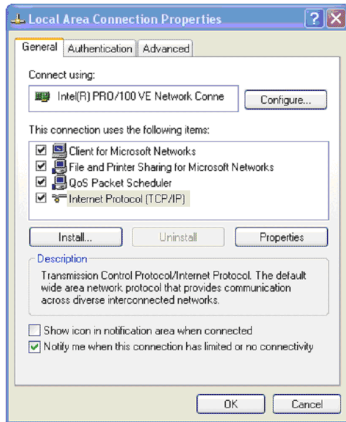 Local Area Connection Properties
General Authentication Advanced
Connect using:
Intel(R) PRO/100 VE Network Conne
Configure...
This connection uses the following items:
Client for Microsoft Networks
File and Printer Sharing for Microsoft Networks
QoS Packet Scheduler
Internet Protocol (TCP/IP)
Install... Uninstall Properties
Description
Transmission Control Protocol/Internet Protocol. The default
wide area network protocol that provides communication
across diverse interconnected networks.
Show icon in notification area when connected
Notify me when this connection has limited or no connectivity
OK Cancel